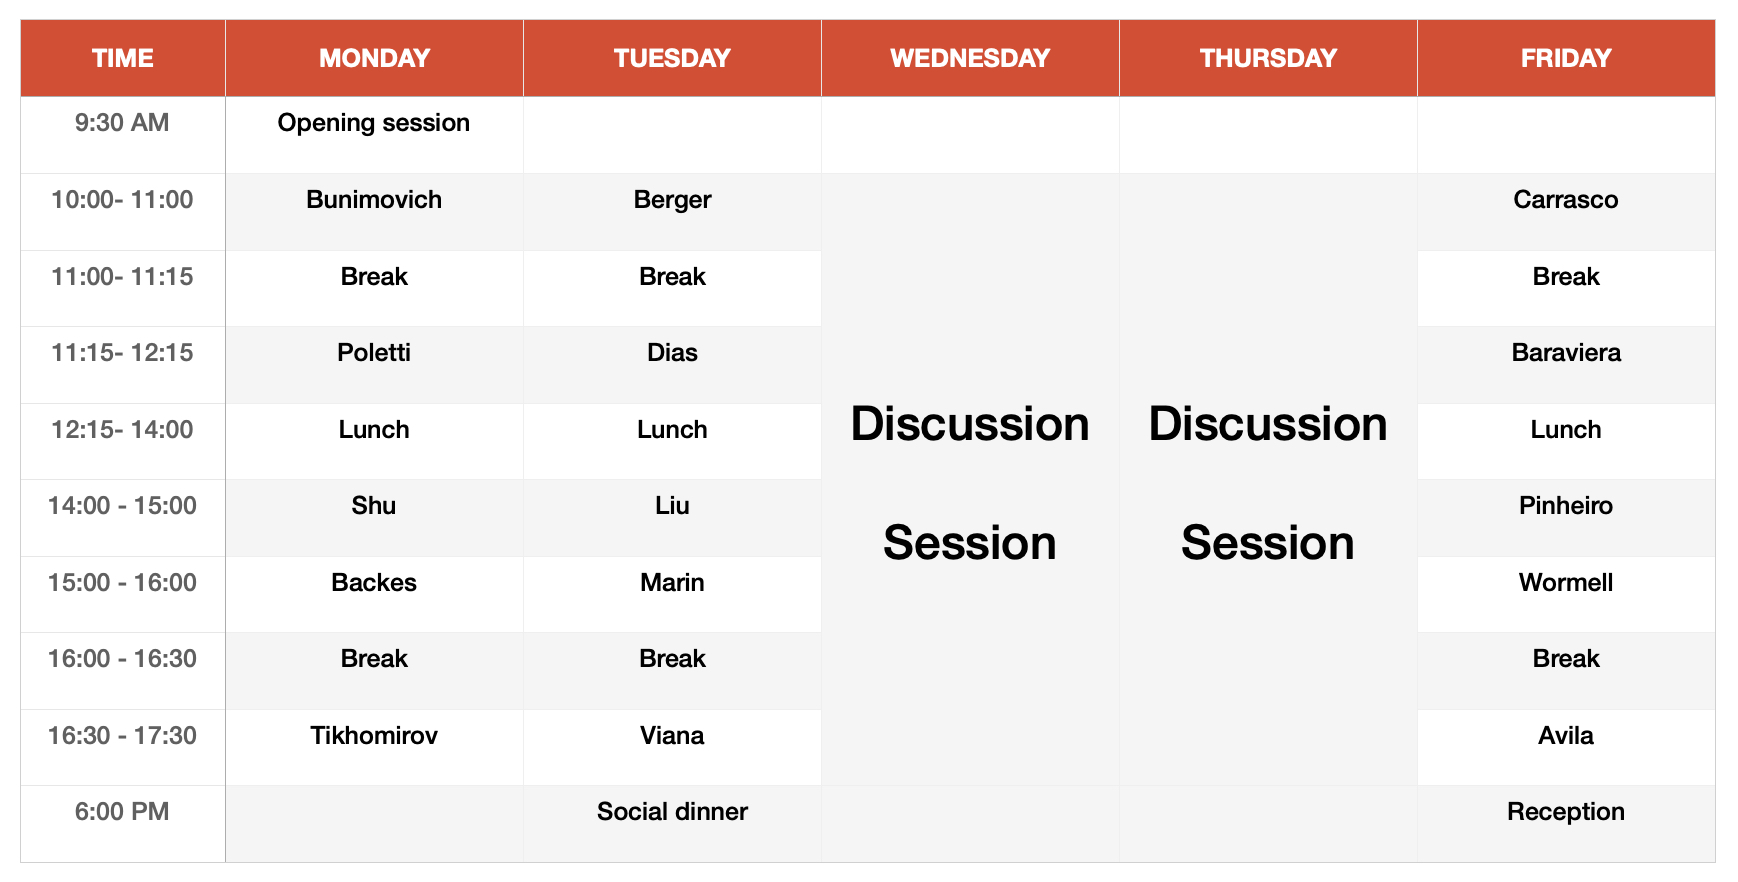 TIME MONDAY TUESDAY WEDNESDAY THURSDAY FRIDAY
9:30 AM Opening session
10:00- 11:00 Bunimovich Berger Carrasco
11:00- 11:15 Break Break Break
11:15- 12:15 Poletti Dias Baraviera
12:15- 14:00 Lunch Lunch Discussion Discussion Lunch
14:00 - 15:00 Shu Liu Session Session Pinheiro
15:00 - 16:00 Backes Marin Wormell
16:00 - 16:30 Break Break Break
16:30 - 17:30 Tikhomirov Viana Avila
6:00 PM Social dinner Reception